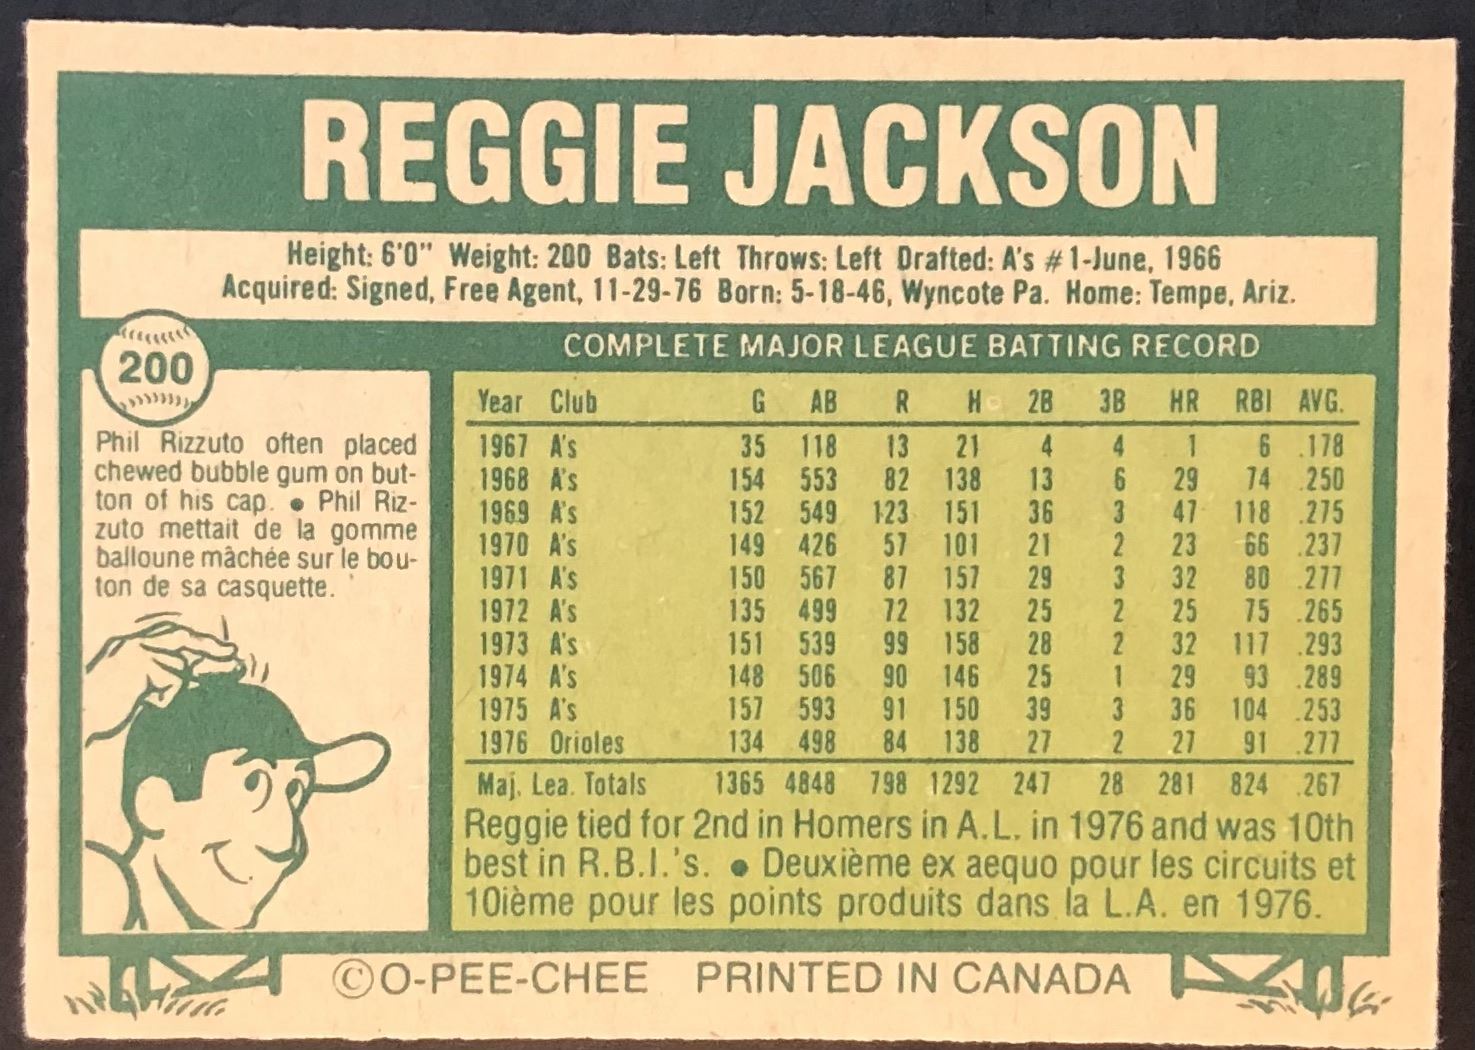 REGGIE JACKSON
Height: 6'0" Weight: 200 Bats: Left Throws: Left Drafted: A's #1-June, 1966
Acquired: Signed, Free Agent, 11-29-76 Born: 5-18-46, Wyncote Pa. Home: Tempe, Ariz.
200
Phil Rizzuto often placed
chewed bubble gum on but-
ton of his cap. • Phil Riz-
zuto mettait de la gomme
balloune mâchée sur le bou-
ton de sa casquette.
COMPLETE MAJOR LEAGUE BATTING RECORD
Year Club G AB R H 2B 3B HR RBI AVG.
1967 A's 35 118 13 21 4 4 1 6 .178
1968 A's 154 553 82 138 13 6 29 74 .250
1969 A's 152 549 123 151 36 3 47 118 .275
1970 A's 149 426 57 101 21 2 23 66 .237
1971 A's 150 567 87 157 29 3 32 80 .277
1972 A's 135 499 72 132 25 2 25 75 .265
1973 A's 151 539 99 158 28 2 32 117 .293
1974 A's 148 506 90 146 25 1 29 93 .289
1975 A's 157 593 91 150 39 3 36 104 .253
1976 Orioles 134 498 84 138 27 2 27 91 .277
Maj. Lea. Totals 1365 4848 798 1292 247 28 281 824 .267
Reggie tied for 2nd in Homers in A.L. in 1976 and was 10th
best in R.B.I.'s. • Deuxième ex aequo pour les circuits et
10ième pour les points produits dans la L.A. en 1976.
©O-PEE-CHEE PRINTED IN CANADA